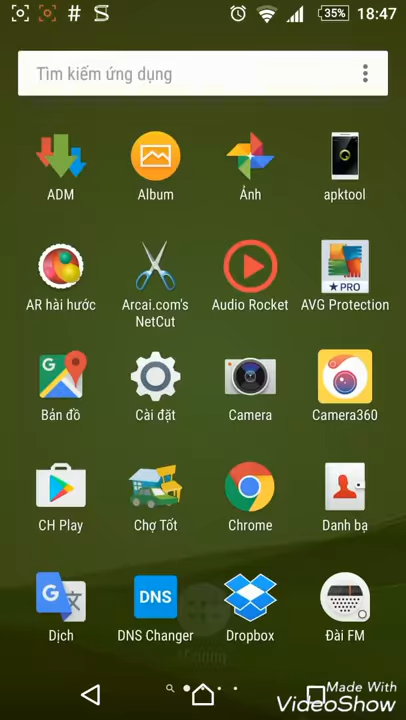 35% 18:47
Tìm kiếm ứng dụng
ADM
Album
Ảnh
apktool
AR hài hước
Arcai.com's
NetCut
Audio Rocket
★ PRO
AVG Protection
Bản đồ
Cài đặt
Camera
Camera360
CH Play
Chợ Tốt
Chrome
Danh bạ
G 文
Dịch
DNS
DNS Changer
Dropbox
Đài FM
Made With
VideoShow